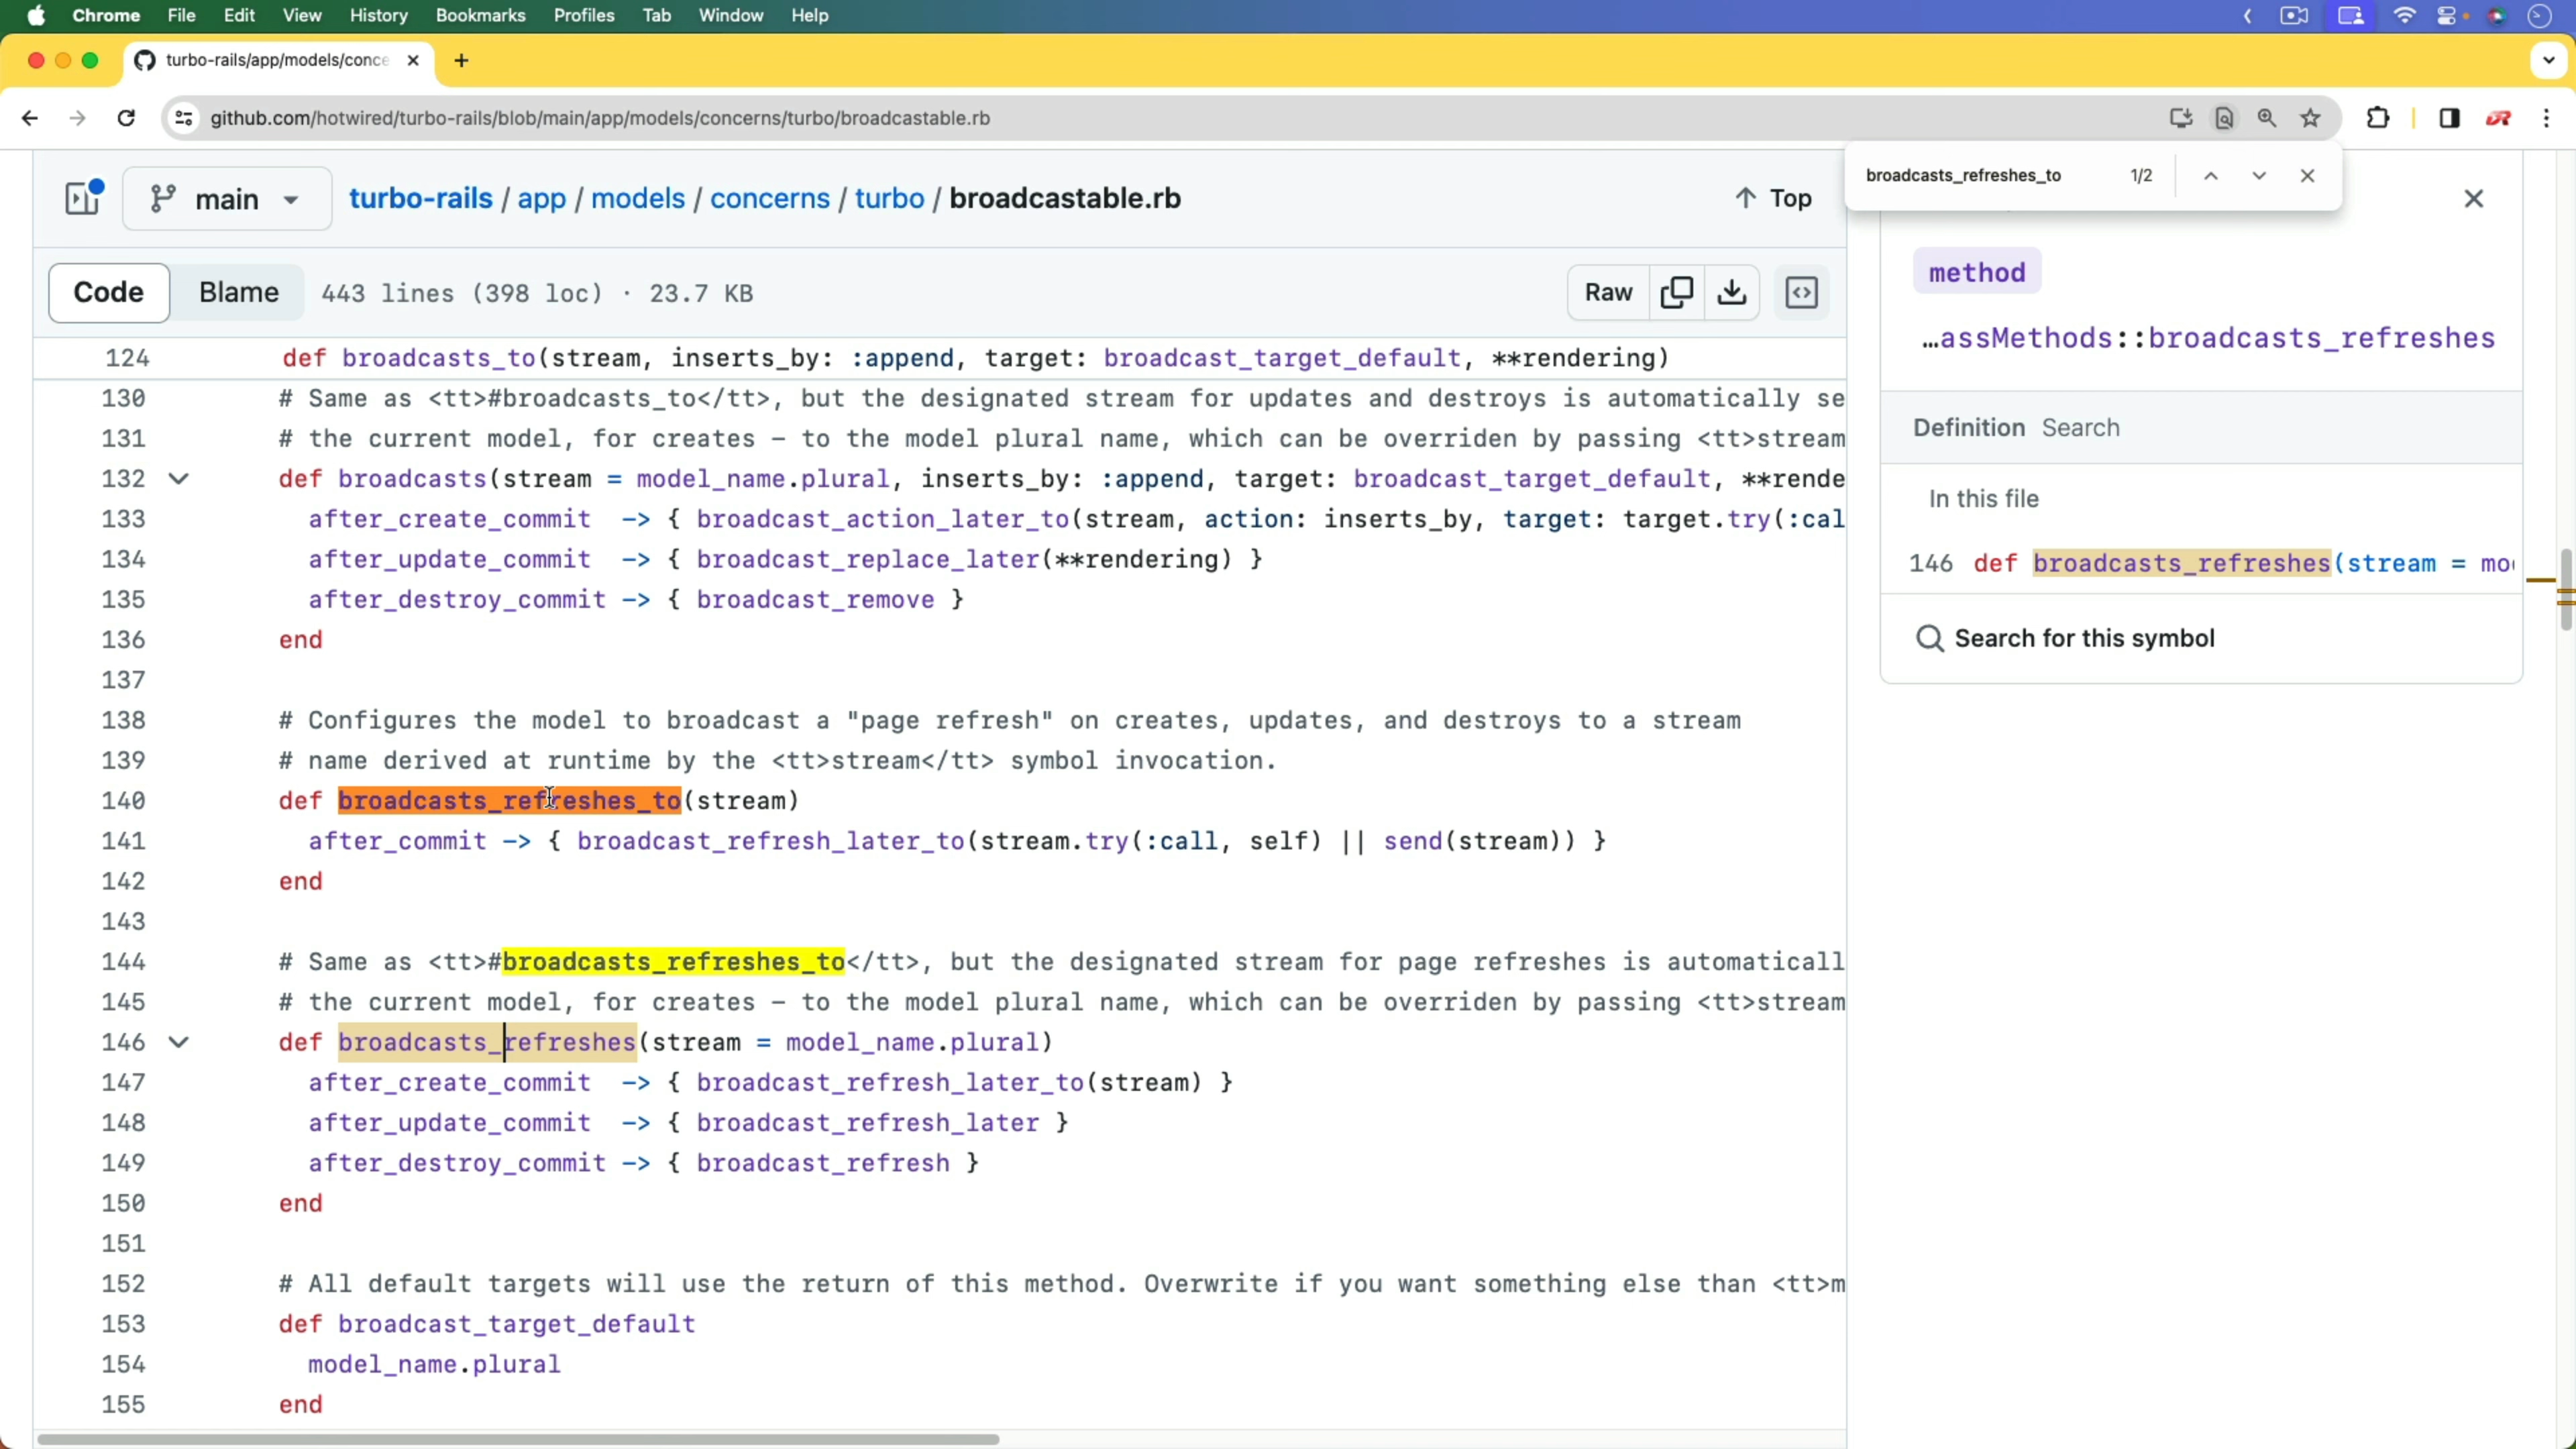 Chrome File Edit View History Bookmarks Profiles Tab Window Help
turbo-rails/app/models/conce
github.com/hotwired/turbo-rails/blob/main/app/models/concerns/turbo/broadcastable.rb
broadcasts_refreshes_to 1/2
main turbo-rails / app / models / concerns / turbo / broadcastable.rb Top
Code Blame 443 lines (398 loc) · 23.7 KB Raw
124 def broadcasts_to(stream, inserts_by: :append, target: broadcast_target_default, **rendering)
130 # Same as <tt>#broadcasts_to</tt>, but the designated stream for updates and destroys is automatically se
131 # the current model, for creates – to the model plural name, which can be overriden by passing <tt>stream
132 def broadcasts(stream = model_name.plural, inserts_by: :append, target: broadcast_target_default, **rende
133 after_create_commit -> { broadcast_action_later_to(stream, action: inserts_by, target: target.try(:cal
134 after_update_commit -> { broadcast_replace_later(**rendering) }
135 after_destroy_commit -> { broadcast_remove }
136 end
137
138 # Configures the model to broadcast a "page refresh" on creates, updates, and destroys to a stream
139 # name derived at runtime by the <tt>stream</tt> symbol invocation.
140 def broadcasts_refreshes_to(stream)
141 after_commit -> { broadcast_refresh_later_to(stream.try(:call, self) || send(stream)) }
142 end
143
144 # Same as <tt>#broadcasts_refreshes_to</tt>, but the designated stream for page refreshes is automaticall
145 # the current model, for creates – to the model plural name, which can be overriden by passing <tt>stream
146 def broadcasts_refreshes(stream = model_name.plural)
147 after_create_commit -> { broadcast_refresh_later_to(stream) }
148 after_update_commit -> { broadcast_refresh_later }
149 after_destroy_commit -> { broadcast_refresh }
150 end
151
152 # All default targets will use the return of this method. Overwrite if you want something else than <tt>m
153 def broadcast_target_default
154 model_name.plural
155 end
method
…assMethods::broadcasts_refreshes
Definition Search
In this file
146 def broadcasts_refreshes(stream = mo
Search for this symbol